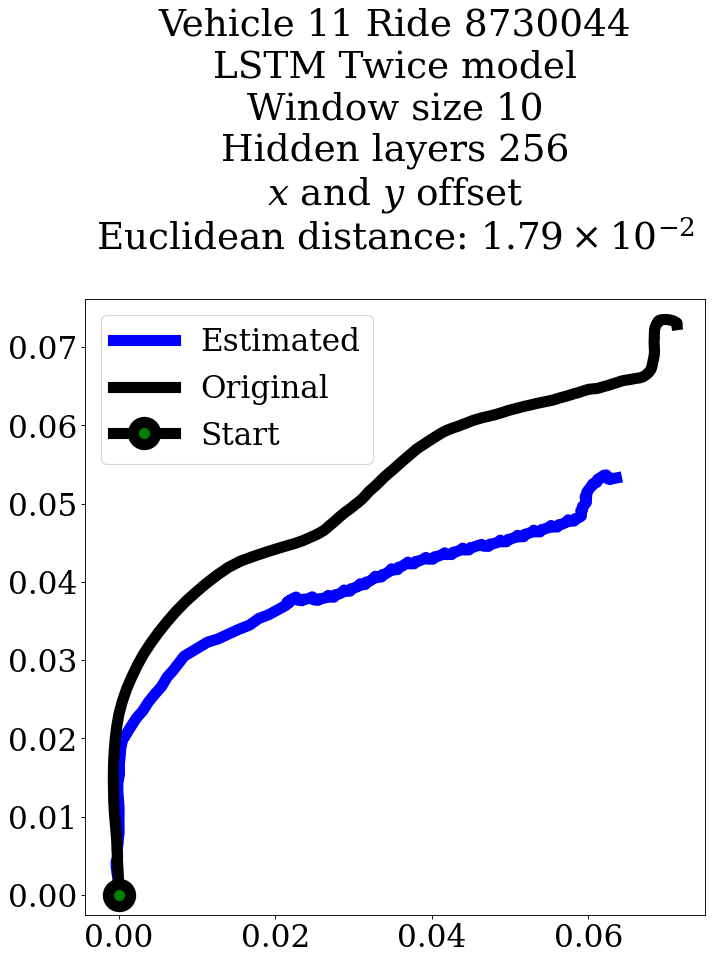 Vehicle 11 Ride 8730044
LSTM Twice model
Window size 10
Hidden layers 256
x and y offset
Euclidean distance: 1.79 × 10⁻²
Estimated
Original
Start
0.07
0.06
0.05
0.04
0.03
0.02
0.01
0.00
0.00 0.02 0.04 0.06